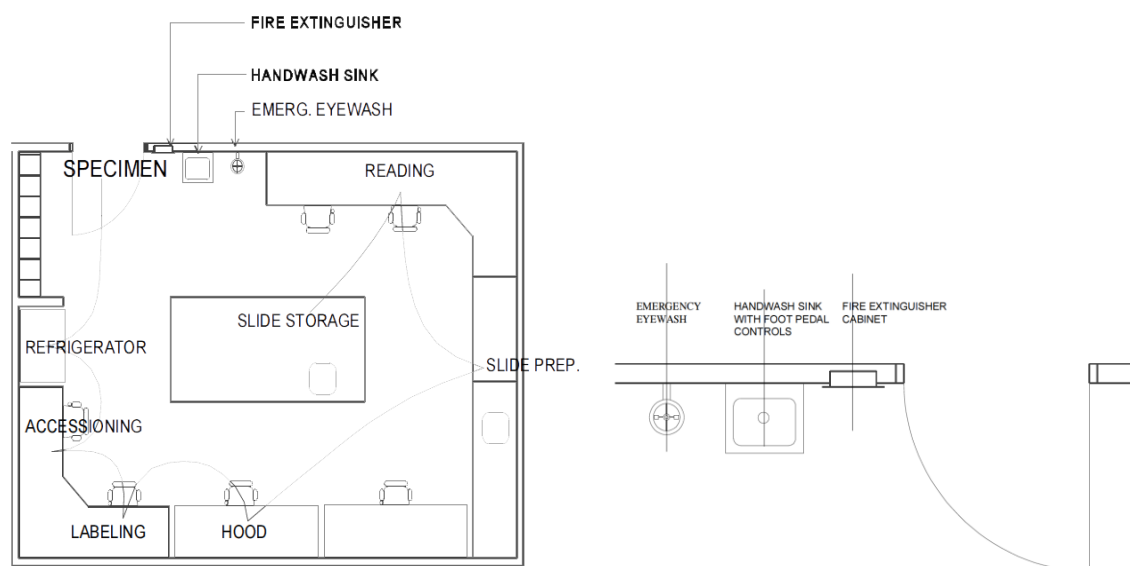 FIRE EXTINGUISHER
HANDWASH SINK
EMERG. EYEWASH
SPECIMEN
READING
SLIDE STORAGE
REFRIGERATOR
SLIDE PREP.
ACCESSIONING
LABELING
HOOD
EMERGENCY
EYEWASH
HANDWASH SINK
WITH FOOT PEDAL
CONTROLS
FIRE EXTINGUISHER
CABINET